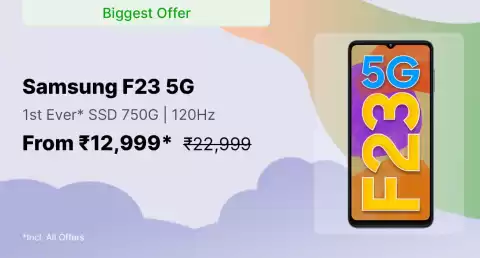 Biggest Offer
Samsung F23 5G
1st Ever* SSD 750G | 120Hz
From ₹12,999* ₹22,999
5G
F23
*Incl. All Offers